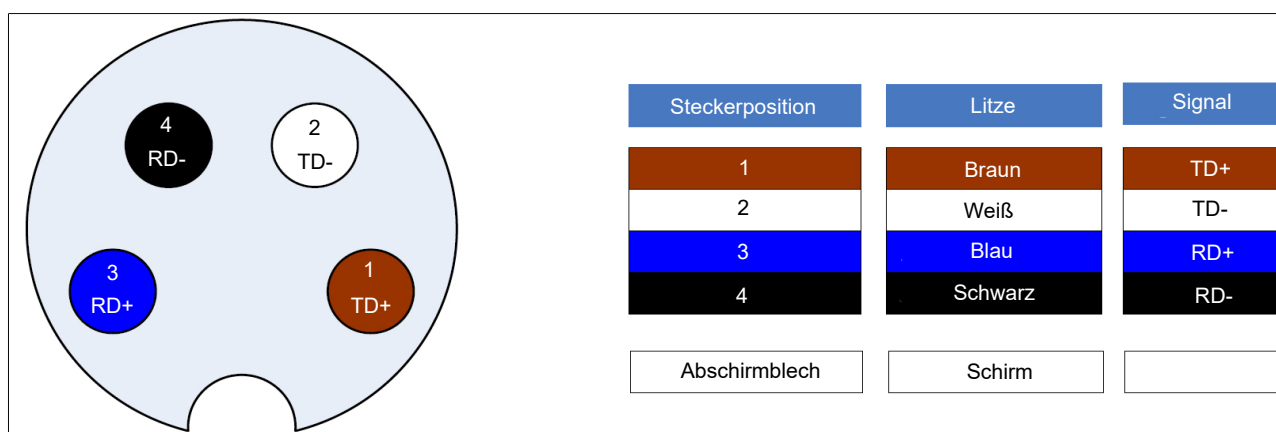 4
RD-
2
TD-
3
RD+
1
TD+
Steckerposition Litze Signal
1 Braun TD+
2 Weiß TD-
3 Blau RD+
4 Schwarz RD-
Abschirmblech Schirm